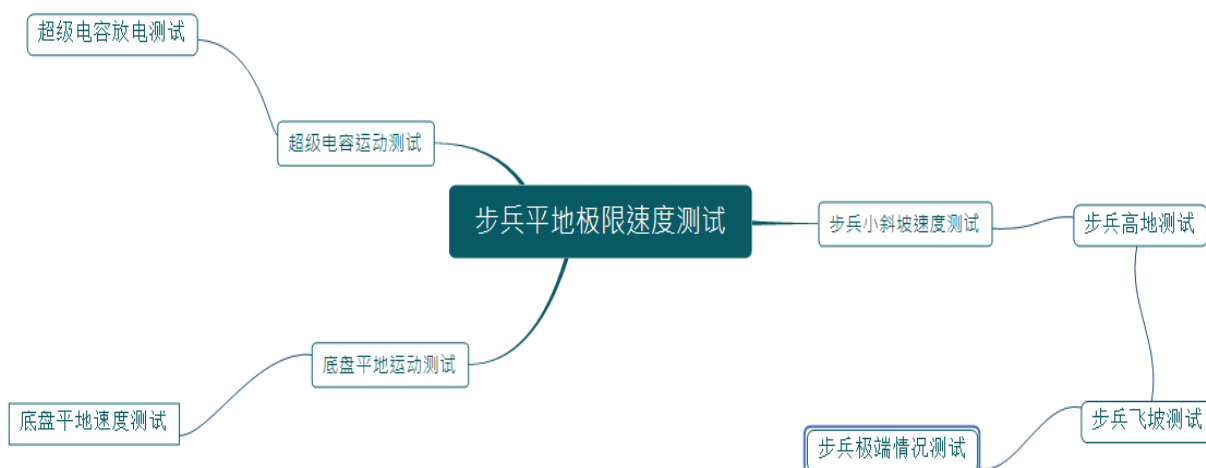 超级电容放电测试
超级电容运动测试
步兵平地极限速度测试
步兵小斜坡速度测试
步兵高地测试
底盘平地运动测试
底盘平地速度测试
步兵飞坡测试
步兵极端情况测试